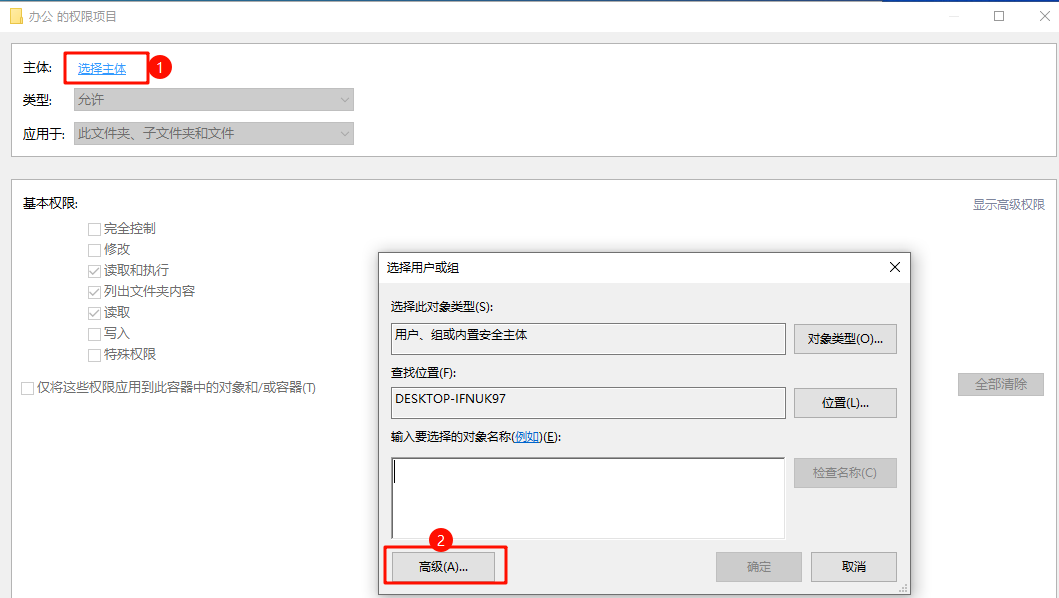 办公 的权限项目
主体: 选择主体 1
类型: 允许
应用于: 此文件夹、子文件夹和文件
基本权限: 显示高级权限
完全控制
修改
读取和执行
列出文件夹内容
读取
写入
特殊权限
仅将这些权限应用到此容器中的对象和/或容器(T)
全部清除
选择用户或组
选择此对象类型(S):
用户、组或内置安全主体 对象类型(O)...
查找位置(F):
DESKTOP-IFNUK97 位置(L)...
输入要选择的对象名称(例如)(E):
检查名称(C)
2
高级(A)... 确定 取消